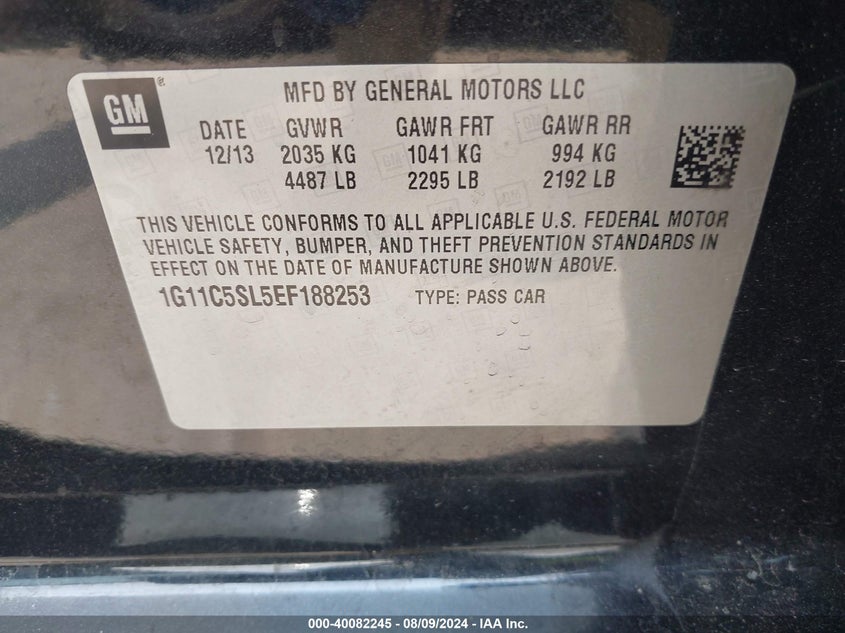 GM ®
MFD BY GENERAL MOTORS LLC
DATE GVWR GAWR FRT GAWR RR
12/13 2035 KG 1041 KG 994 KG
4487 LB 2295 LB 2192 LB
THIS VEHICLE CONFORMS TO ALL APPLICABLE U.S. FEDERAL MOTOR
VEHICLE SAFETY, BUMPER, AND THEFT PREVENTION STANDARDS IN
EFFECT ON THE DATE OF MANUFACTURE SHOWN ABOVE.
1G11C5SL5EF188253 TYPE: PASS CAR
000-40082245 - 08/09/2024 - IAA Inc.